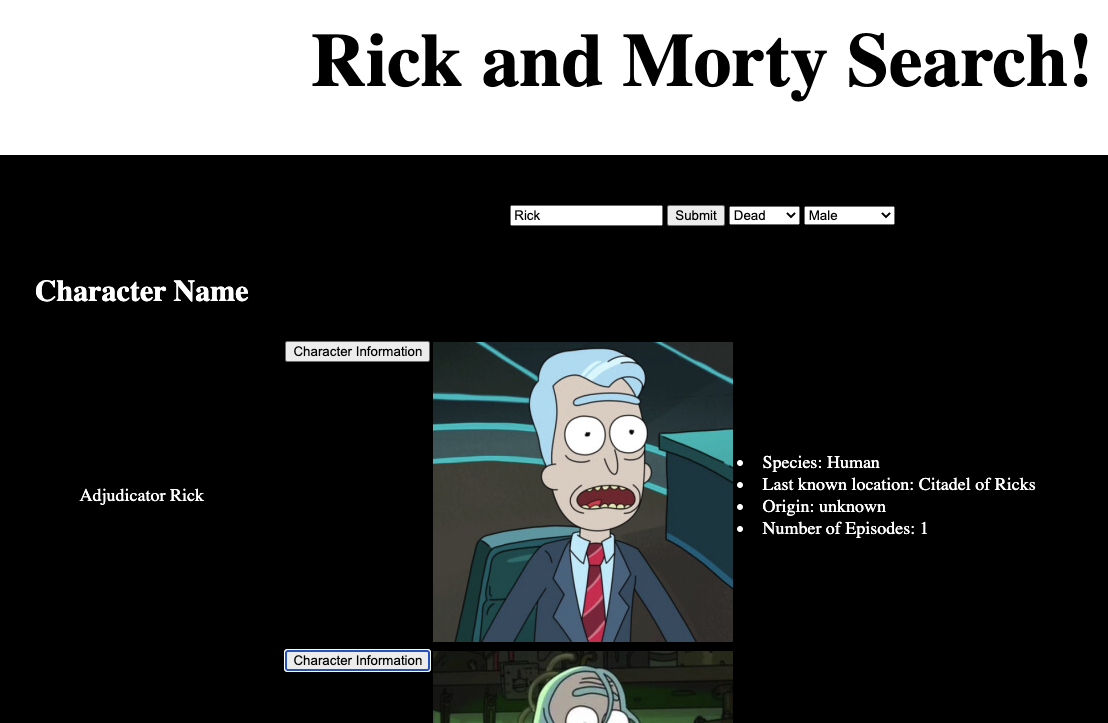 Rick and Morty Search!
Rick Submit Dead Male
Character Name
Character Information
Adjudicator Rick
Species: Human
Last known location: Citadel of Ricks
Origin: unknown
Number of Episodes: 1
Character Information